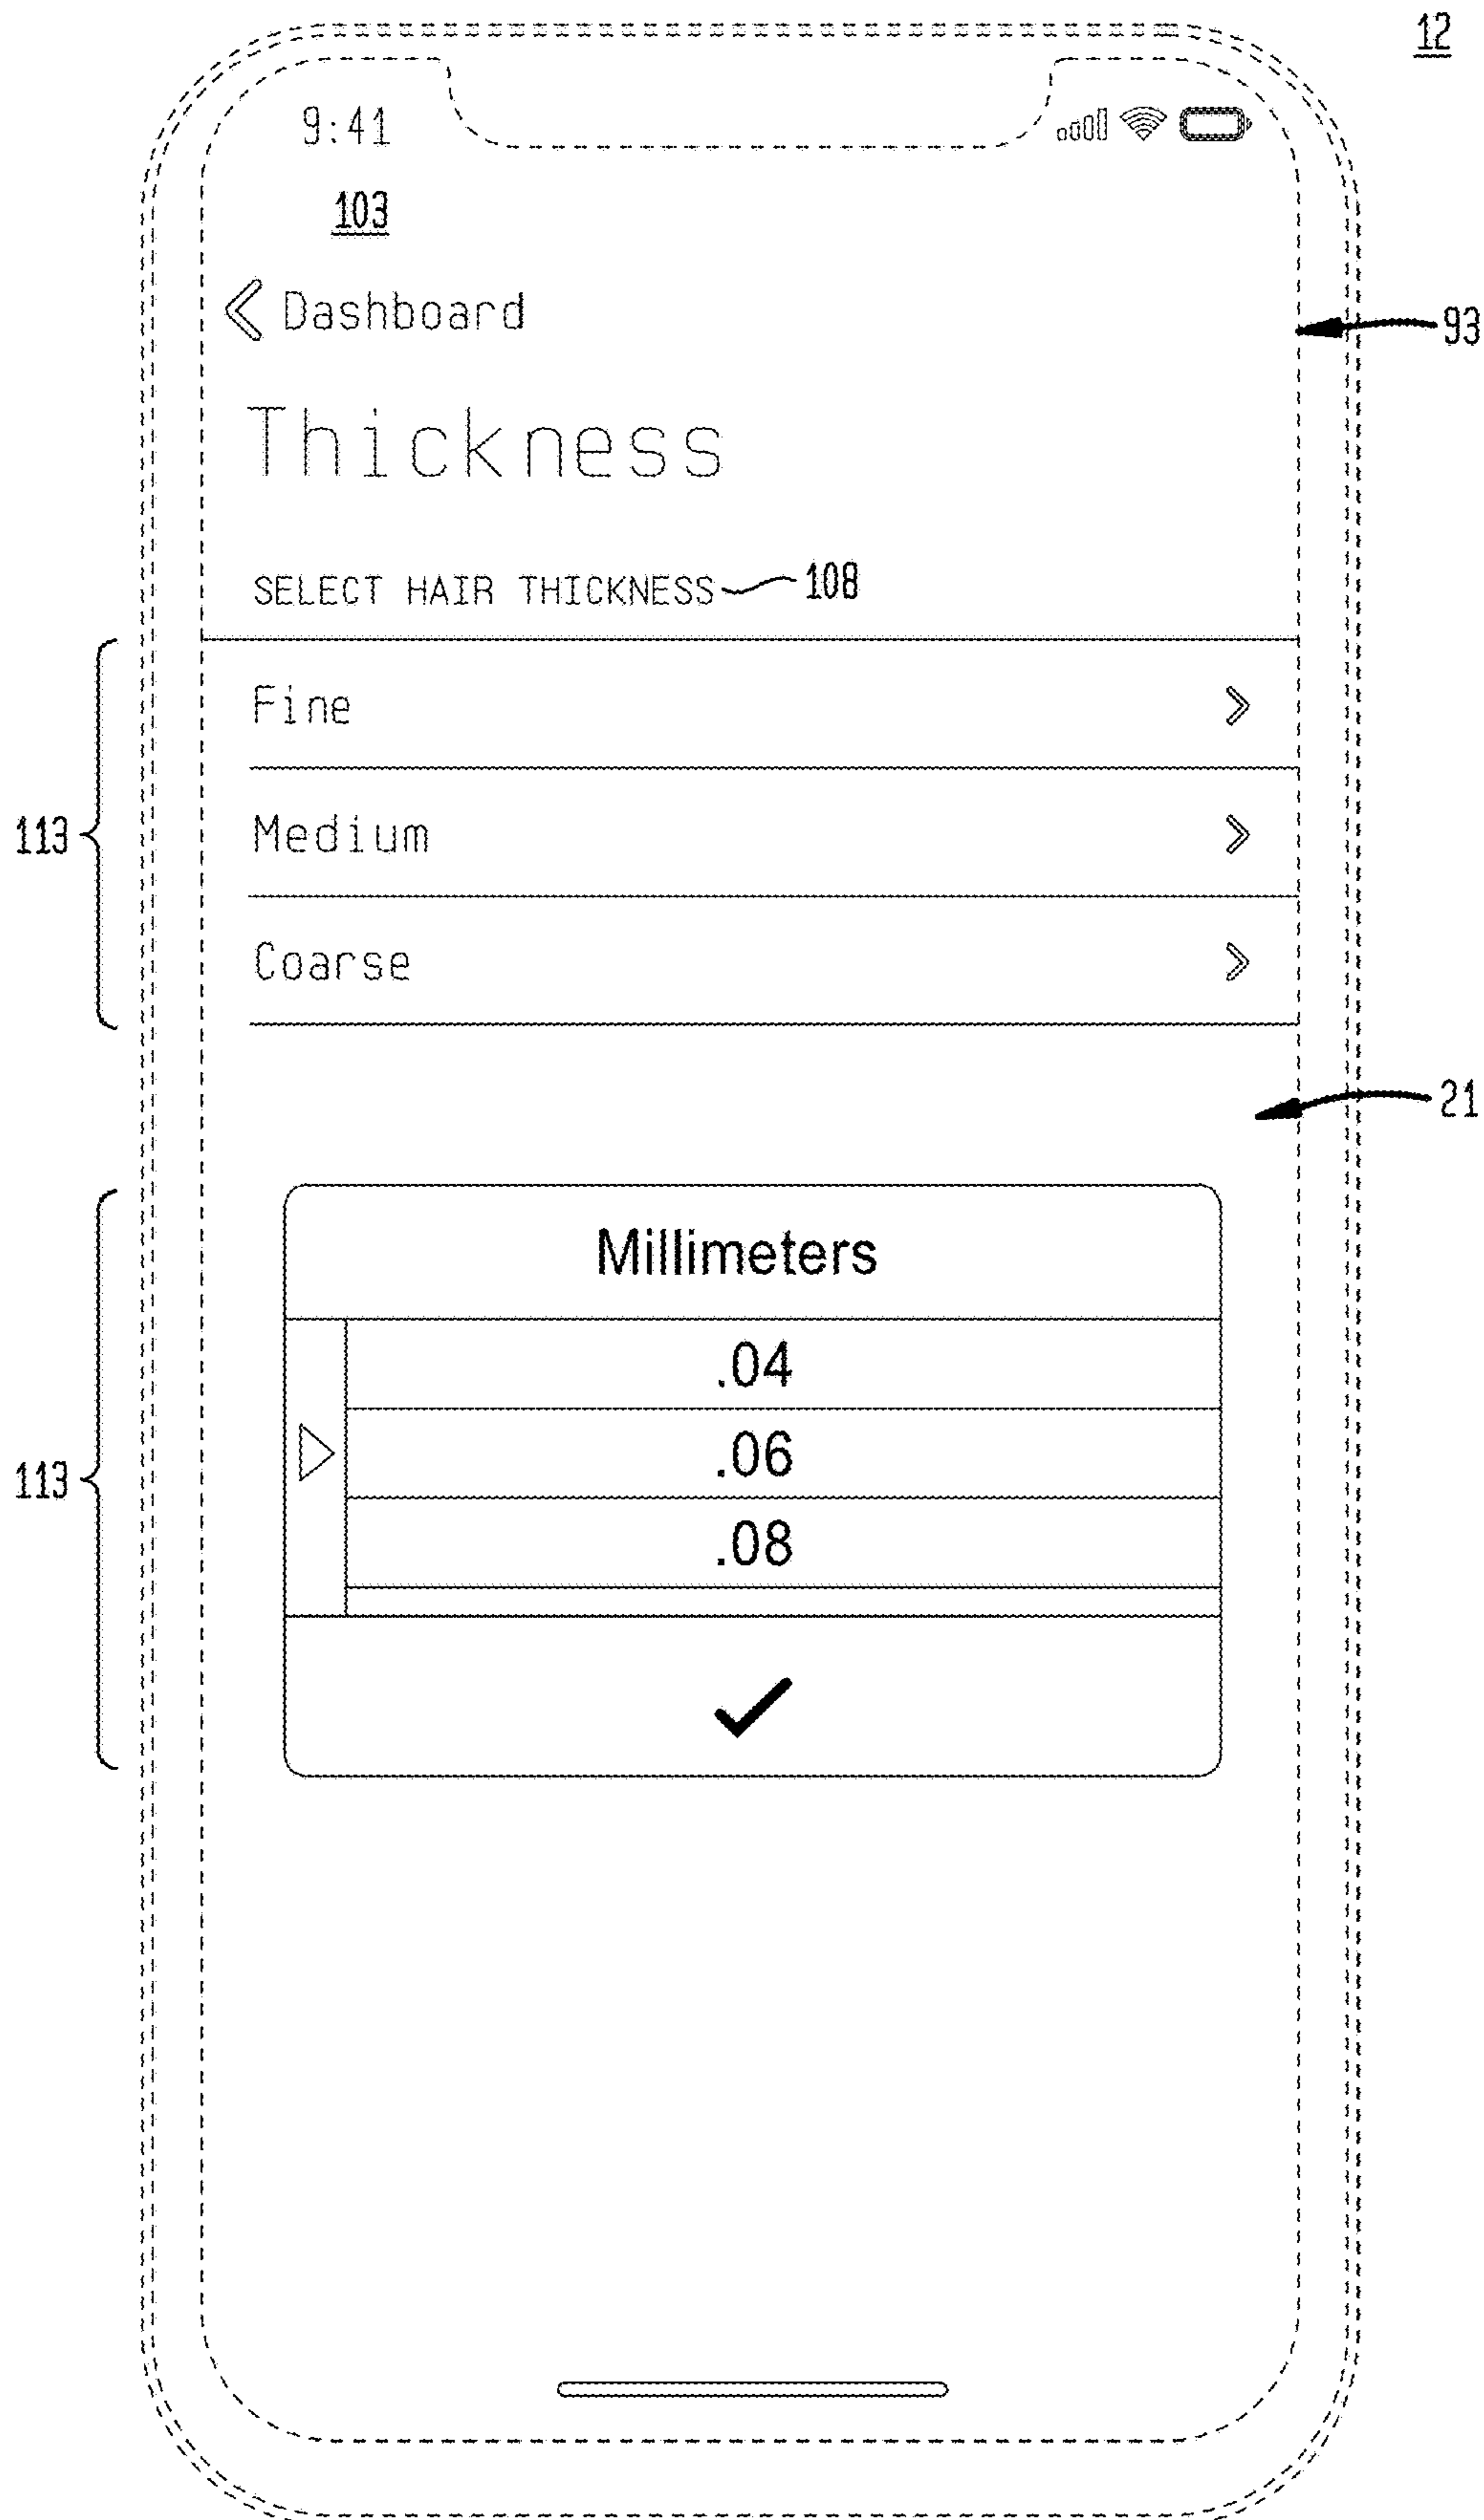 12
9:41
103
Dashboard
93
Thickness
SELECT HAIR THICKNESS 108
Fine
113 Medium
Coarse
21
Millimeters
.04
.06
113
.08